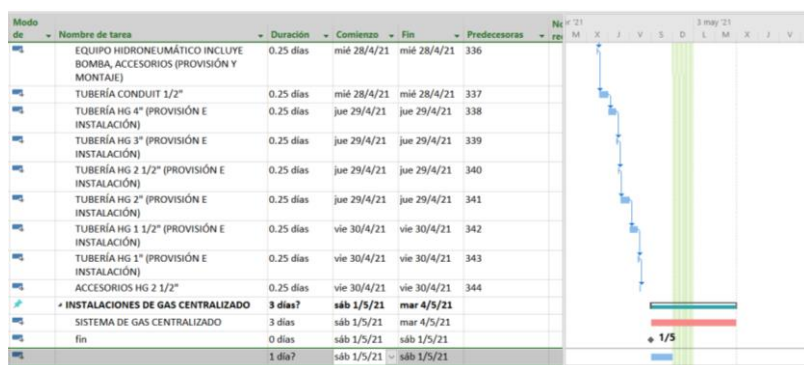 Modo de
Nombre de tarea
Duración
Comienzo
Fin
Predecesoras
'21
3 may '21
M X J V S D L M X J V
EQUIPO HIDRONEUMÁTICO INCLUYE
BOMBA, ACCESORIOS (PROVISIÓN Y
MONTAJE)
0.25 días mié 28/4/21 mié 28/4/21 336
TUBERÍA CONDUIT 1/2" 0.25 días mié 28/4/21 mié 28/4/21 337
TUBERÍA HG 4" (PROVISIÓN E
INSTALACIÓN)
0.25 días jue 29/4/21 jue 29/4/21 338
TUBERÍA HG 3" (PROVISIÓN E
INSTALACIÓN)
0.25 días jue 29/4/21 jue 29/4/21 339
TUBERÍA HG 2 1/2" (PROVISIÓN E
INSTALACIÓN)
0.25 días jue 29/4/21 jue 29/4/21 340
TUBERÍA HG 2" (PROVISIÓN E
INSTALACIÓN)
0.25 días jue 29/4/21 jue 29/4/21 341
TUBERÍA HG 1 1/2" (PROVISIÓN E
INSTALACIÓN)
0.25 días vie 30/4/21 vie 30/4/21 342
TUBERÍA HG 1" (PROVISIÓN E
INSTALACIÓN)
0.25 días vie 30/4/21 vie 30/4/21 343
ACCESORIOS HG 2 1/2" 0.25 días vie 30/4/21 vie 30/4/21 344
INSTALACIONES DE GAS CENTRALIZADO 3 días? sáb 1/5/21 mar 4/5/21
SISTEMA DE GAS CENTRALIZADO 3 días sáb 1/5/21 mar 4/5/21
fin 0 días sáb 1/5/21 sáb 1/5/21 1/5
1 día? sáb 1/5/21 sáb 1/5/21